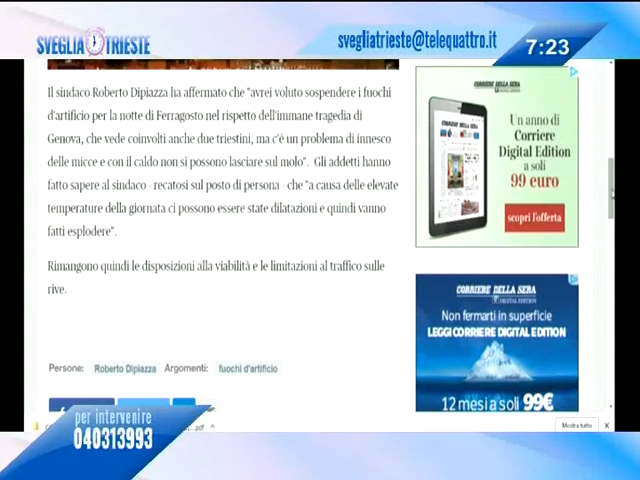 SVEGLIA TRIESTE
svegliatrieste@telequattro.it
7:23
Il sindaco Roberto Dipiazza ha affermato che "avrei voluto sospendere i fuochi
d'artificio per la notte di Ferragosto nel rispetto dell'immane tragedia di
Genova, che vede coinvolti anche due triestini, ma c'è un problema di innesco
delle micce e con il caldo non si possono lasciare sul molo". Gli addetti hanno
fatto sapere al sindaco - recatosi sul posto di persona - che "a causa delle elevate
temperature della giornata ci possono essere state dilatazioni e quindi vanno
fatti esplodere".
Rimangono quindi le disposizioni alla viabilità e le limitazioni al traffico sulle
rive.
Persone: Roberto Dipiazza Argomenti: fuochi d'artificio
CORRIERE DELLA SERA
Un anno di
Corriere
Digital Edition
a soli
99 euro
scopri l'offerta
CORRIERE DELLA SERA
DIGITAL EDITION
Non fermarti in superficie
LEGGI CORRIERE DIGITAL EDITION
12 mesi a soli 99€
per intervenire
040313993
.pdf
Mostra tutto X